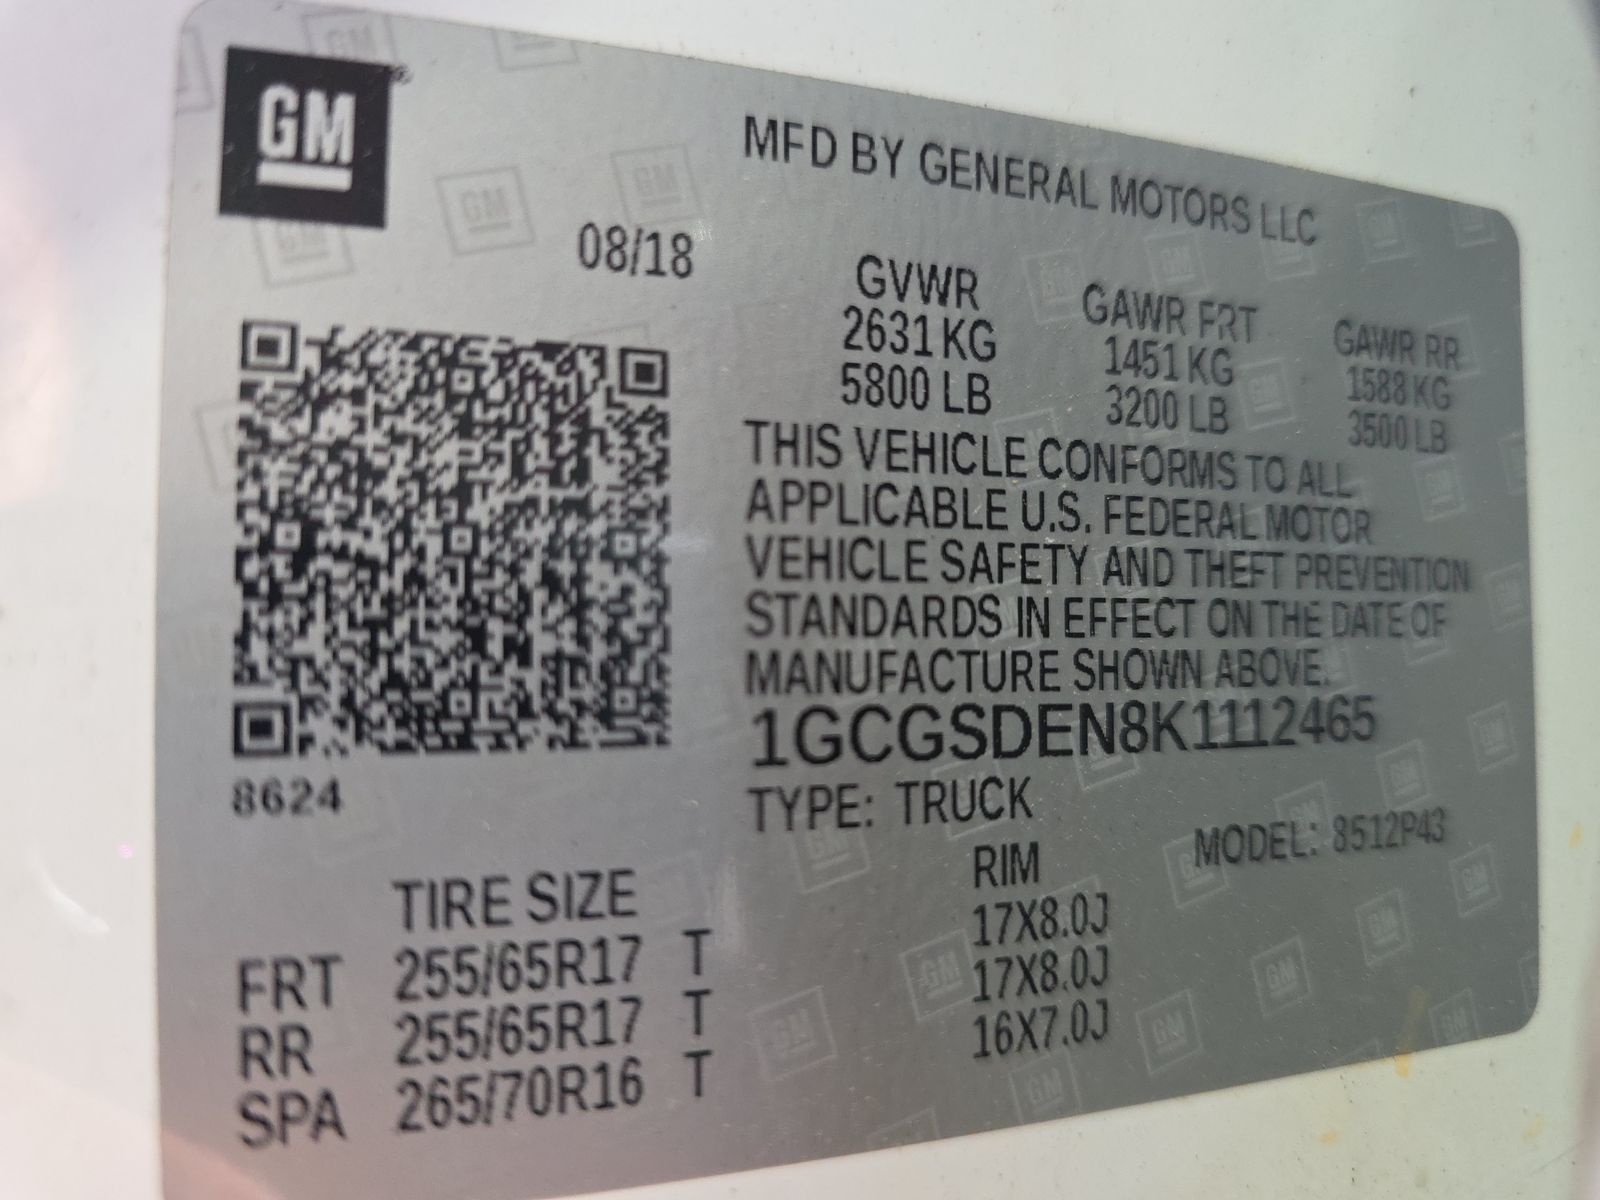 GM
MFD BY GENERAL MOTORS LLC
08/18
GVWR GAWR FRT GAWR RR
2631 KG 1451 KG 1588 KG
5800 LB 3200 LB 3500 LB
THIS VEHICLE CONFORMS TO ALL
APPLICABLE U.S. FEDERAL MOTOR
VEHICLE SAFETY AND THEFT PREVENTION
STANDARDS IN EFFECT ON THE DATE OF
MANUFACTURE SHOWN ABOVE.
1GCGSDEN8K1112465
8624
TYPE: TRUCK MODEL: 8512P43
TIRE SIZE RIM
FRT 255/65R17 T 17X8.0J
RR 255/65R17 T 17X8.0J
SPA 265/70R16 T 16X7.0J